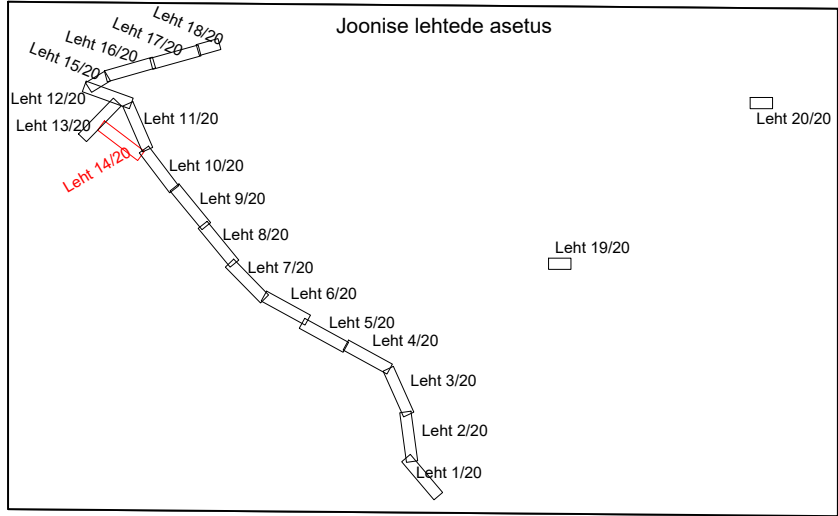 Joonise lehtede asetus
Leht 18/20
Leht 17/20
Leht 16/20
Leht 15/20
Leht 12/20
Leht 11/20
Leht 13/20
Leht 14/20
Leht 10/20
Leht 9/20
Leht 8/20
Leht 7/20
Leht 6/20
Leht 5/20
Leht 4/20
Leht 3/20
Leht 2/20
Leht 1/20
Leht 20/20
Leht 19/20